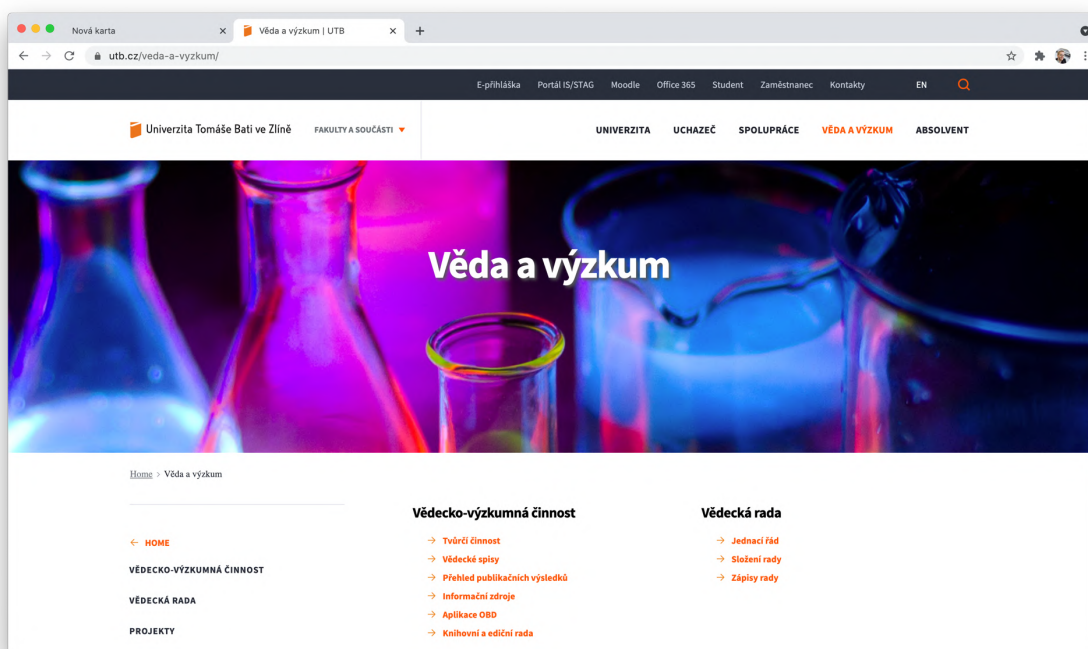 Nová karta
Věda a výzkum | UTB
utb.cz/veda-a-vyzkum/
E-přihláška Portál IS/STAG Moodle Office 365 Student Zaměstnanec Kontakty EN
Univerzita Tomáše Bati ve Zlíně FAKULTY A SOUČÁSTI UNIVERZITA UCHAZEČ SPOLUPRÁCE VĚDA A VÝZKUM ABSOLVENT
Věda a výzkum
Home > Věda a výzkum
← HOME
VĚDECKO-VÝZKUMNÁ ČINNOST
VĚDECKÁ RADA
PROJEKTY
Vědecko-výzkumná činnost
→ Tvůrčí činnost
→ Vědecké spisy
→ Přehled publikačních výsledků
→ Informační zdroje
→ Aplikace OBD
→ Knihovní a ediční rada
Vědecká rada
→ Jednací řád
→ Složení rady
→ Zápisy rady